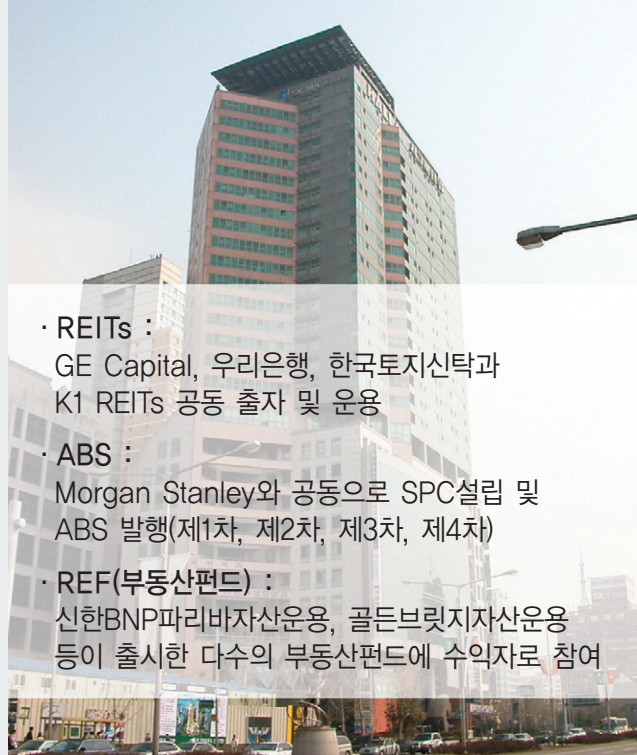 · REITs :
GE Capital, 우리은행, 한국토지신탁과
K1 REITs 공동 출자 및 운용
· ABS :
Morgan Stanley와 공동으로 SPC설립 및
ABS 발행(제1차, 제2차, 제3차, 제4차)
· REF(부동산펀드) :
신한BNP파리바자산운용, 골든브릿지자산운용
등이 출시한 다수의 부동산펀드에 수익자로 참여